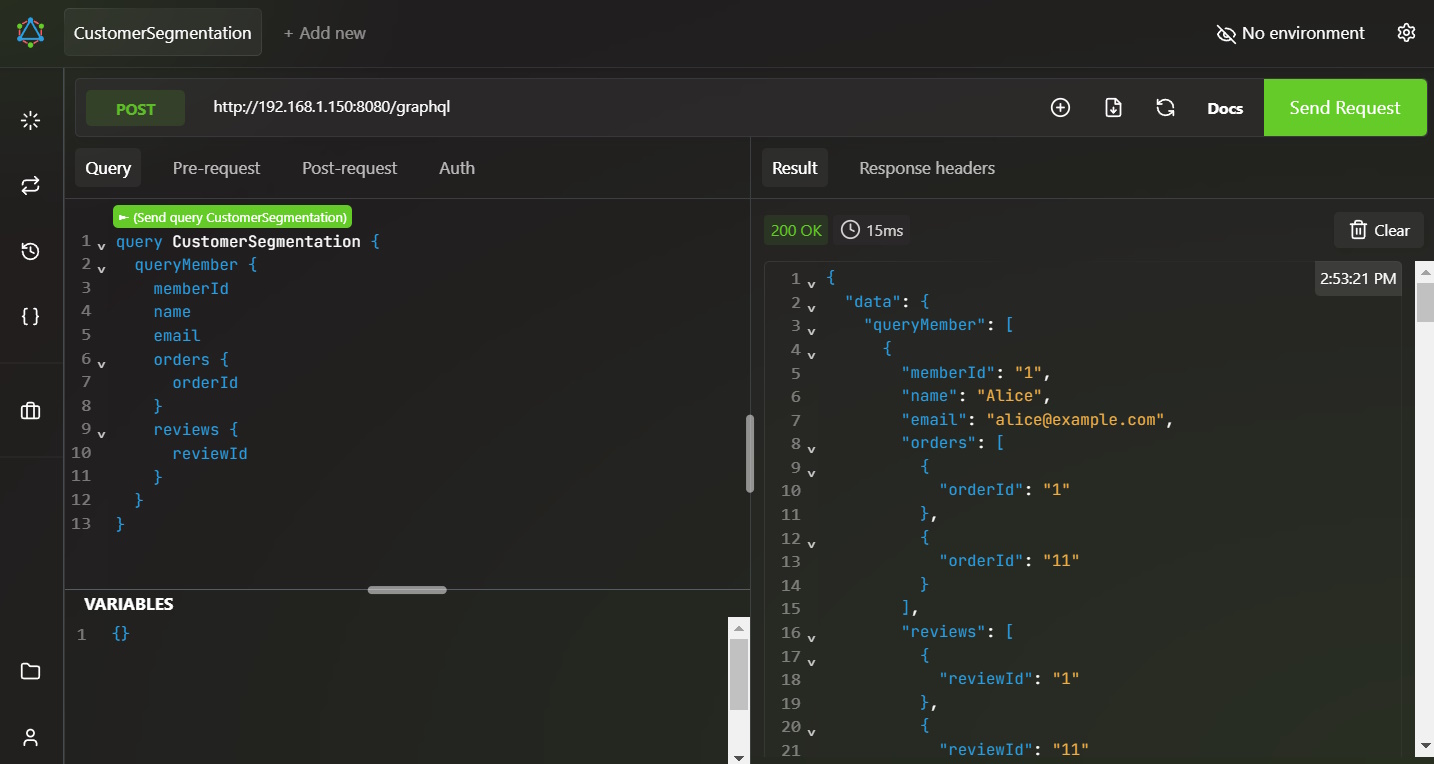 CustomerSegmentation
+ Add new
No environment
POST
http://192.168.1.150:8080/graphql
Docs
Send Request
Query
Pre-request
Post-request
Auth
Result
Response headers
(Send query CustomerSegmentation)
1 query CustomerSegmentation {
2 queryMember {
3 memberId
4 name
5 email
6 orders {
7 orderId
8 }
9 reviews {
10 reviewId
11 }
12 }
13 }
VARIABLES
1 {}
200 OK
15ms
Clear
2:53:21 PM
1 {
2 "data": {
3 "queryMember": [
4 {
5 "memberId": "1",
6 "name": "Alice",
7 "email": "alice@example.com",
8 "orders": [
9 {
10 "orderId": "1"
11 },
12 {
13 "orderId": "11"
14 }
15 ],
16 "reviews": [
17 {
18 "reviewId": "1"
19 },
20 {
21 "reviewId": "11"